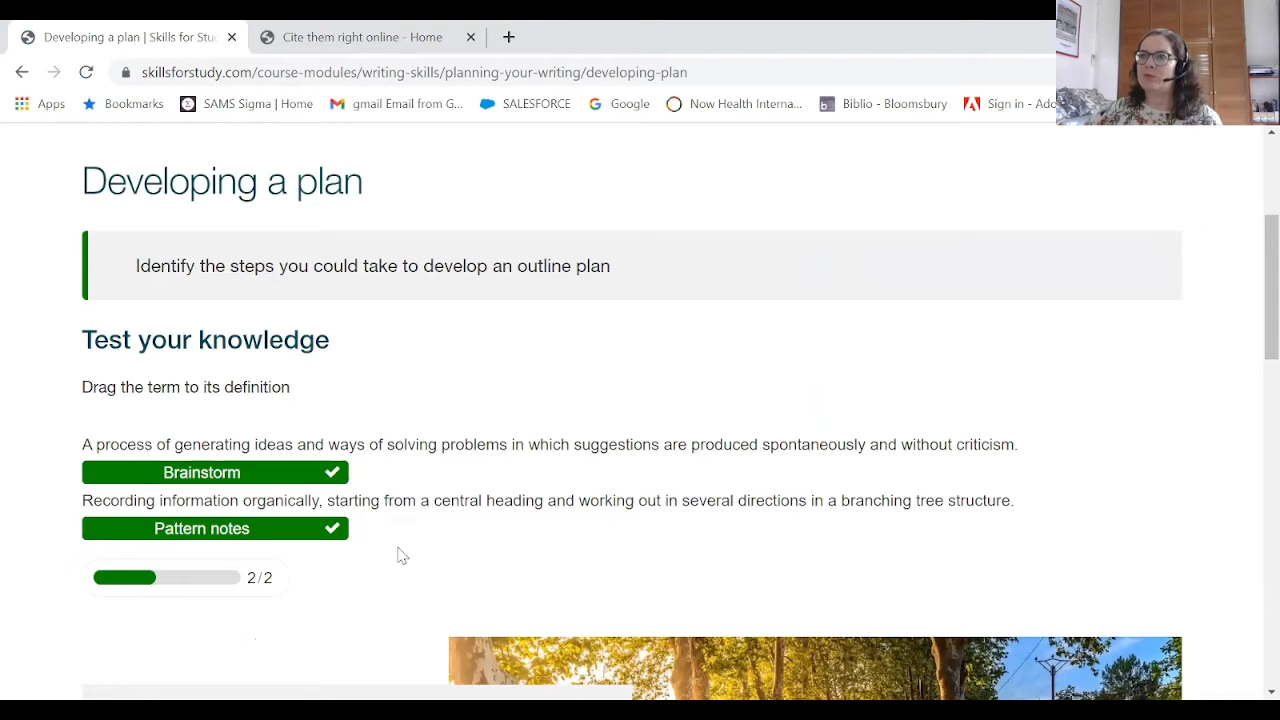 Developing a plan | Skills for Stu
Cite them right online - Home
skillsforstudy.com/course-modules/writing-skills/planning-your-writing/developing-plan
Apps
Bookmarks
SAMS Sigma | Home
gmail Email from G...
SALESFORCE
Google
Now Health Interna...
Biblio - Bloomsbury
Sign in - Ado
Developing a plan
Identify the steps you could take to develop an outline plan
Test your knowledge
Drag the term to its definition
A process of generating ideas and ways of solving problems in which suggestions are produced spontaneously and without criticism.
Brainstorm
Recording information organically, starting from a central heading and working out in several directions in a branching tree structure.
Pattern notes
2/2